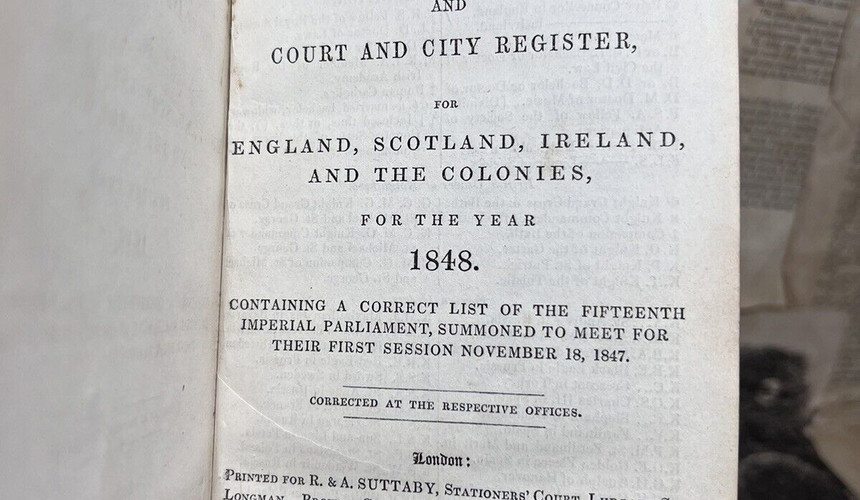 AND
COURT AND CITY REGISTER,
FOR
ENGLAND, SCOTLAND, IRELAND,
AND THE COLONIES,
FOR THE YEAR
1848.
CONTAINING A CORRECT LIST OF THE FIFTEENTH
IMPERIAL PARLIAMENT, SUMMONED TO MEET FOR
THEIR FIRST SESSION NOVEMBER 18, 1847.
CORRECTED AT THE RESPECTIVE OFFICES.
London:
PRINTED FOR R. & A. SUTTABY, STATIONERS' COURT,
LONGMAN,